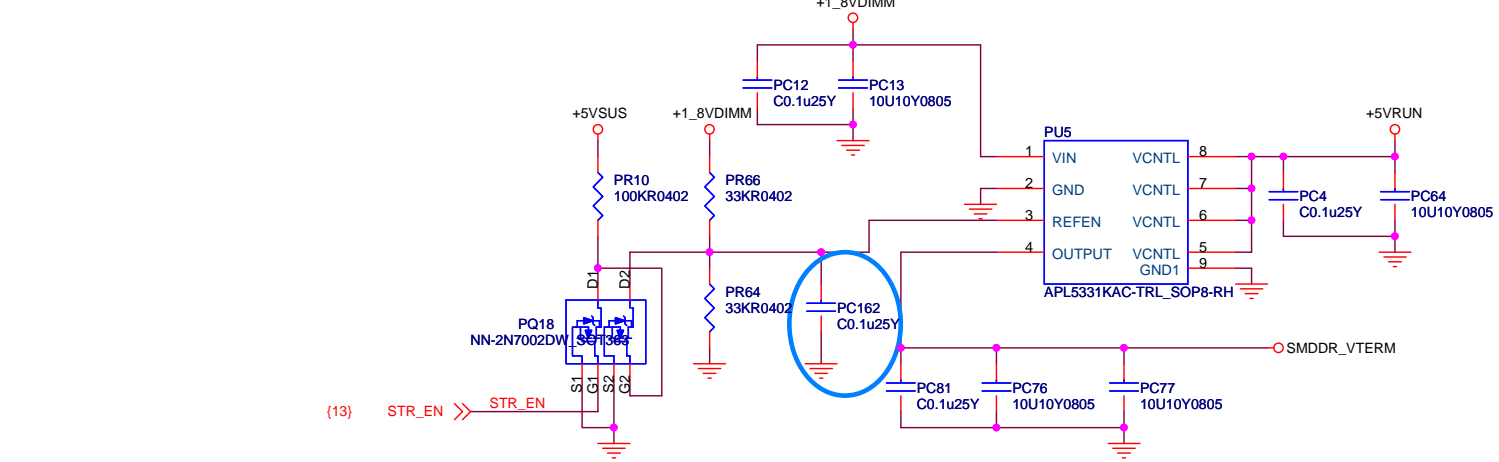 +1_8VDIMM
PC12
C0.1u25Y
PC13
10U10Y0805
+5VSUS
+1_8VDIMM
+5VRUN
PU5
1 VIN VCNTL 8
2 GND VCNTL 7
3 REFEN VCNTL 6
4 OUTPUT VCNTL 5
GND1 9
APL5331KAC-TRL_SOP8-RH
PR10
100KR0402
PR66
33KR0402
PC4
C0.1u25Y
PC64
10U10Y0805
D1
D2
PR64
33KR0402
PC162
C0.1u25Y
PQ18
NN-2N7002DW_SOT363
SMDDR_VTERM
S1
G1
S2
G2
PC81
C0.1u25Y
PC76
10U10Y0805
PC77
10U10Y0805
{13} STR_EN STR_EN